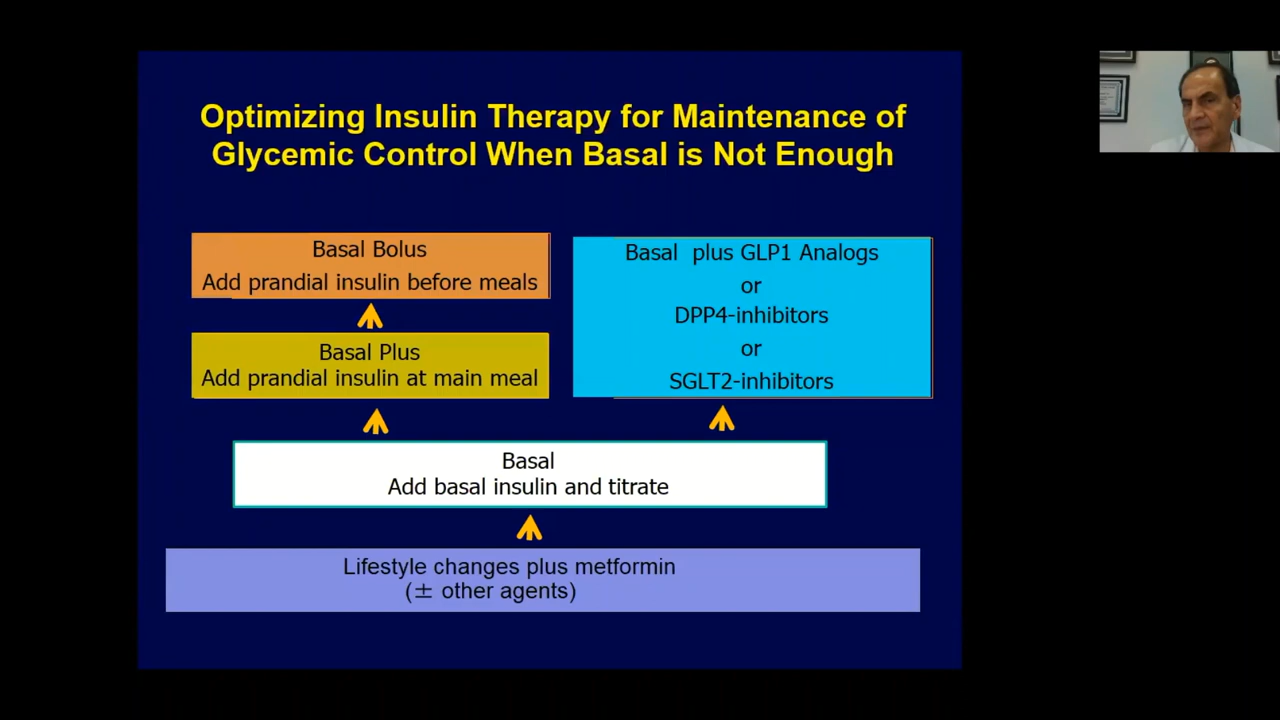 Optimizing Insulin Therapy for Maintenance of
Glycemic Control When Basal is Not Enough
Basal Bolus
Add prandial insulin before meals
Basal Plus
Add prandial insulin at main meal
Basal  plus GLP1 Analogs
or
DPP4-inhibitors
or
SGLT2-inhibitors
Basal
Add basal insulin and titrate
Lifestyle changes plus metformin
(± other agents)